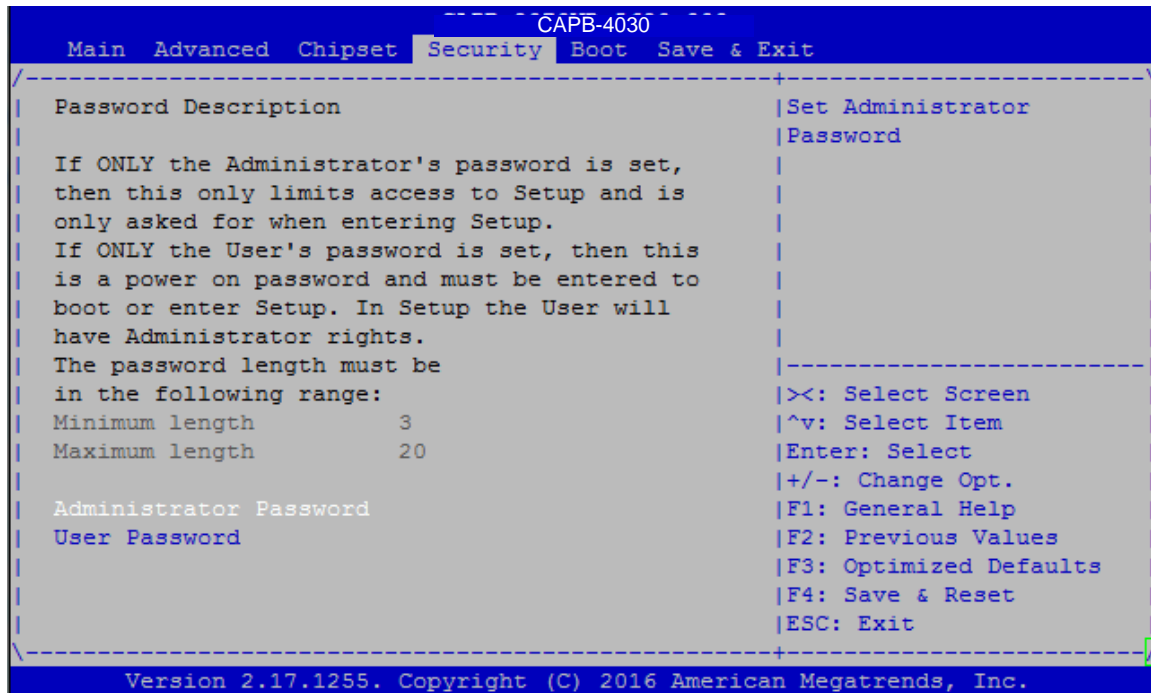 CAPB-4030
Main Advanced Chipset Security Boot Save & Exit
Password Description
If ONLY the Administrator's password is set,
then this only limits access to Setup and is
only asked for when entering Setup.
If ONLY the User's password is set, then this
is a power on password and must be entered to
boot or enter Setup. In Setup the User will
have Administrator rights.
The password length must be
in the following range:
Minimum length 3
Maximum length 20
Administrator Password
User Password
Set Administrator
Password
><: Select Screen
^v: Select Item
Enter: Select
+/-: Change Opt.
F1: General Help
F2: Previous Values
F3: Optimized Defaults
F4: Save & Reset
ESC: Exit
Version 2.17.1255. Copyright (C) 2016 American Megatrends, Inc.